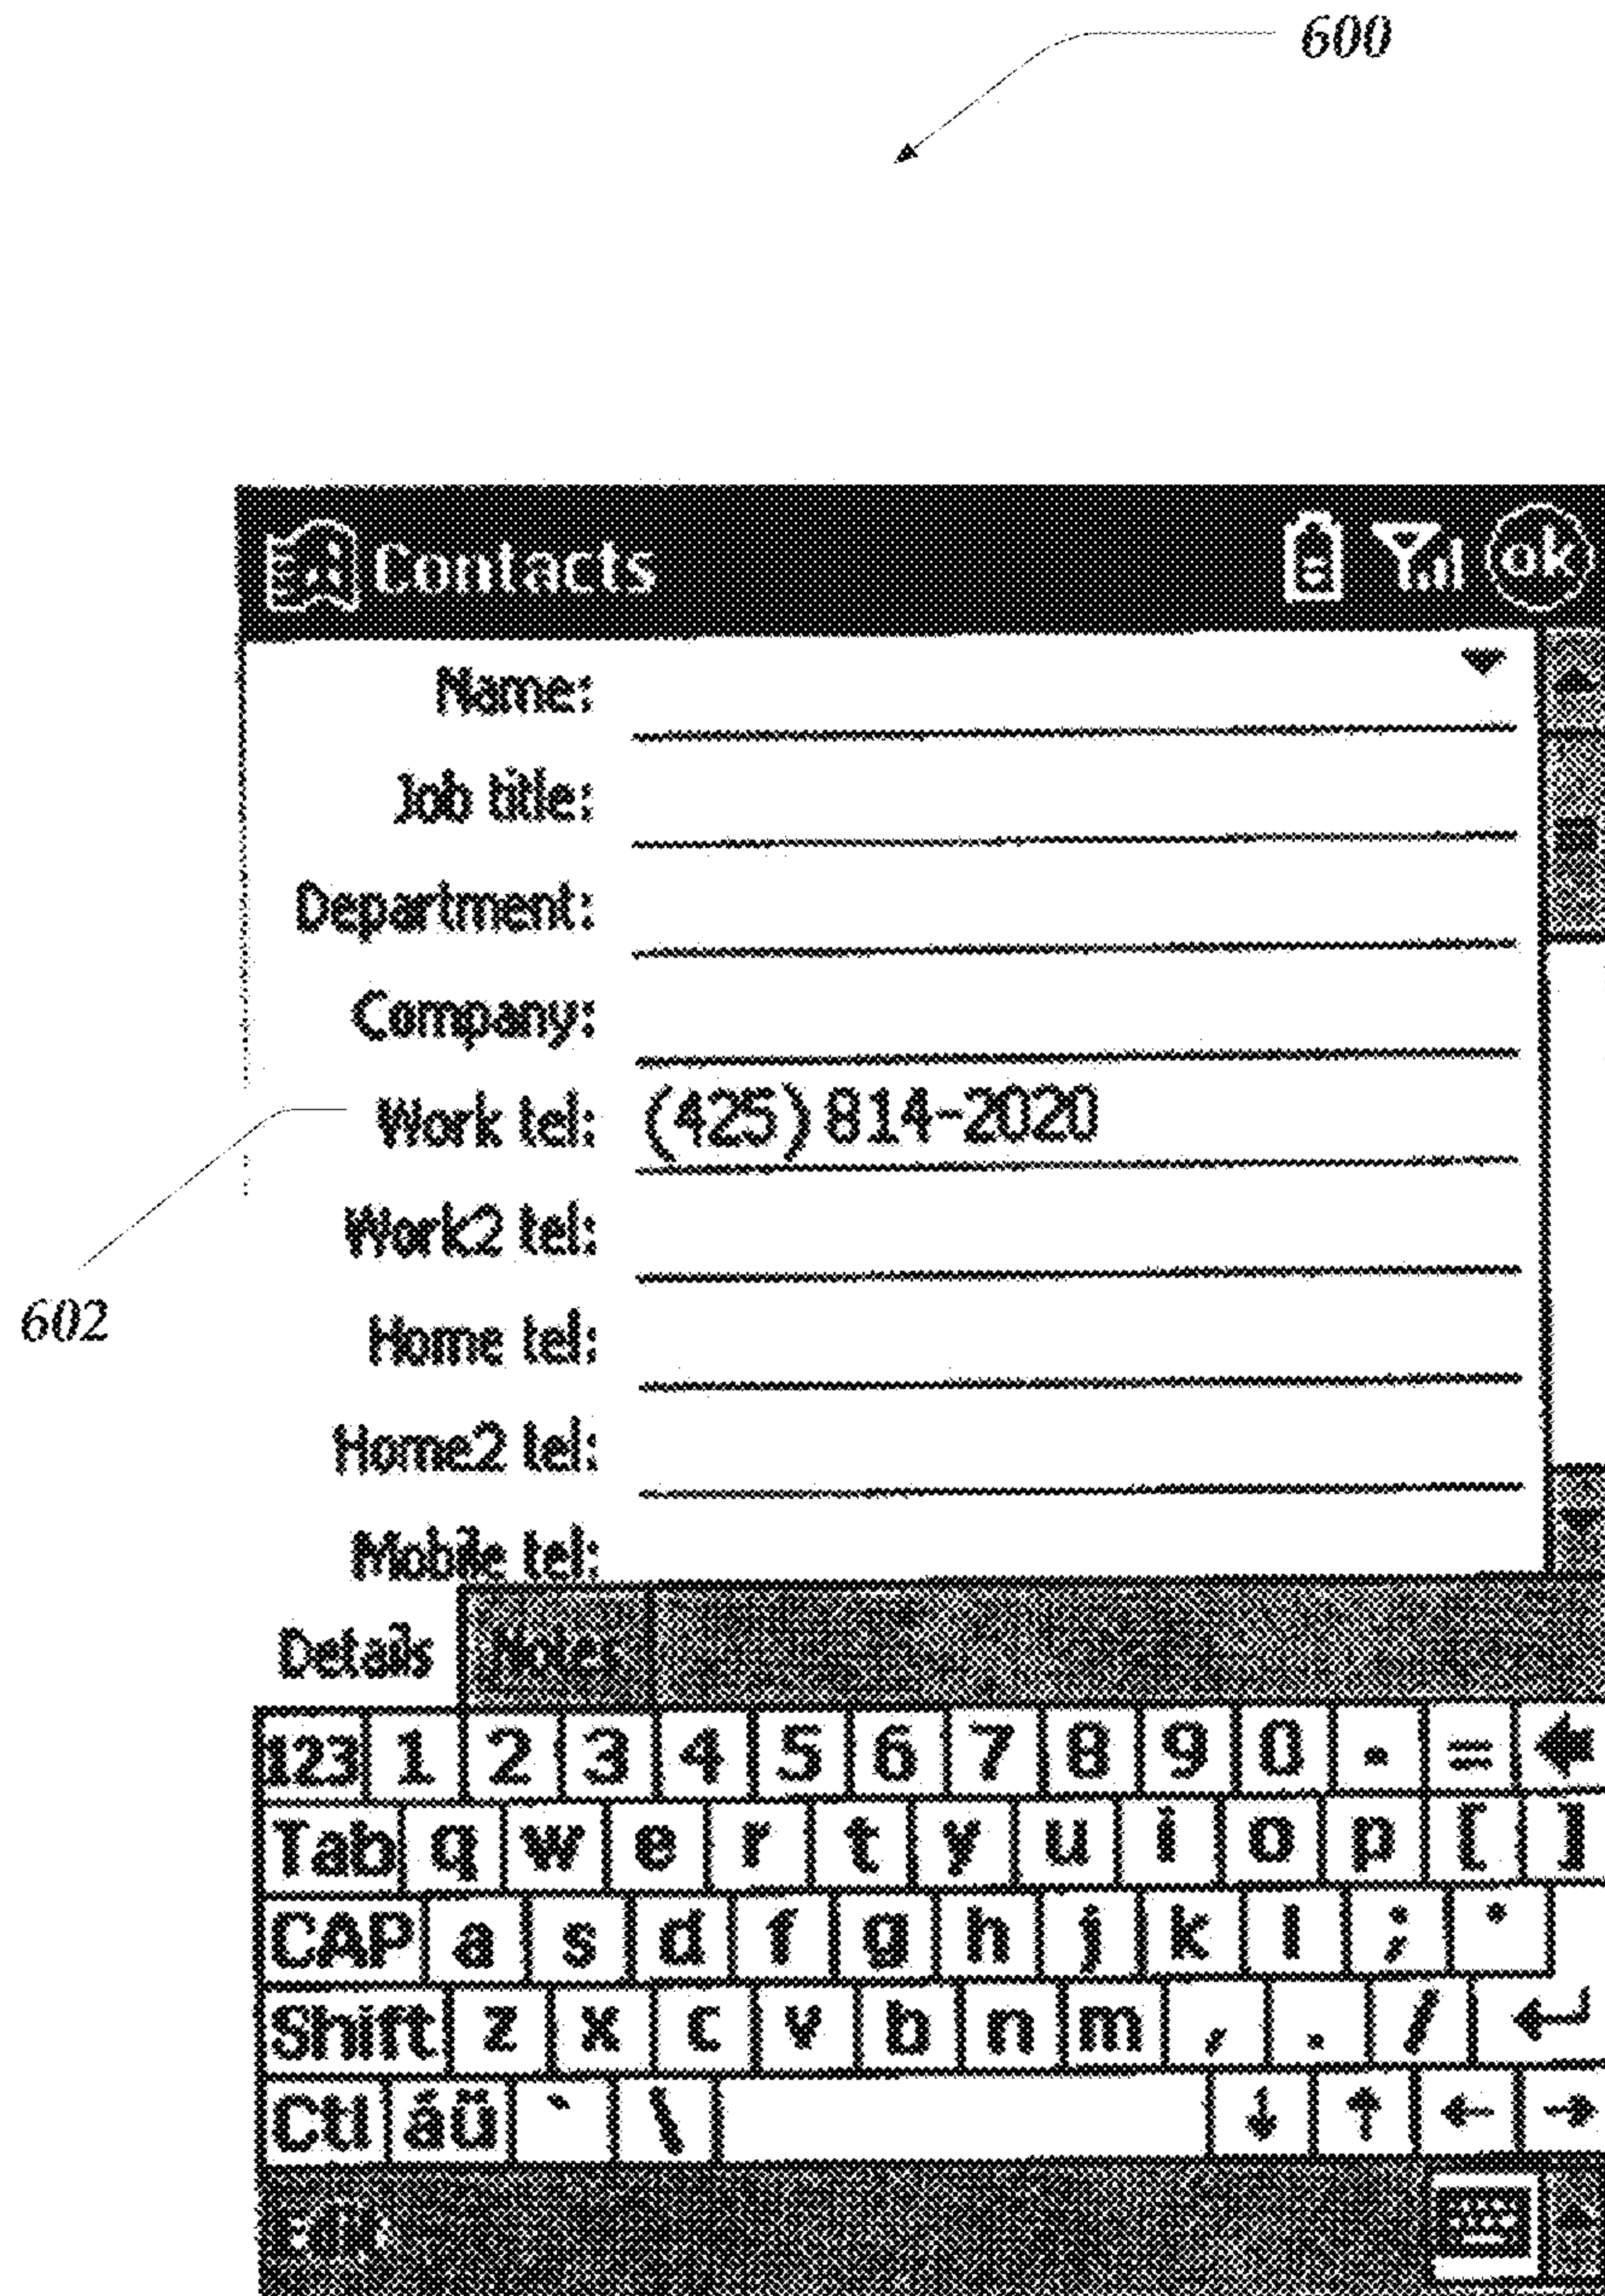 600
Contacts ok
Name:
Job title:
Department:
Company:
Work tel: (425) 814-2020
602
Work2 tel:
Home tel:
Home2 tel:
Mobile tel:
Details Notes
123 1 2 3 4 5 6 7 8 9 0 - =
Tab q w e r t y u i o p [ ]
CAP a s d f g h j k l ; '
Shift z x c v b n m , . /
Ctl áü ` \
Edit